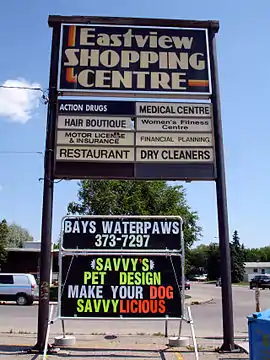 Eastview
SHOPPING
CENTRE
ACTION DRUGS
MEDICAL CENTRE
HAIR BOUTIQUE
Women's Fitness
Centre
MOTOR LICENSE
& INSURANCE
FINANCIAL PLANNING
RESTAURANT
DRY CLEANERS
BAYS WATERPAWS
373-7297
*SAVVY'S*
PET DESIGN
MAKE YOUR DOG
SAVVYLICIOUS